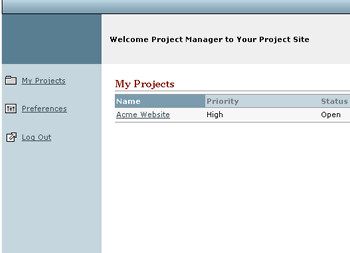 Welcome Project Manager to Your Project Site
My Projects
Preferences
Log Out
My Projects
Name Priority Status
Acme Website High Open